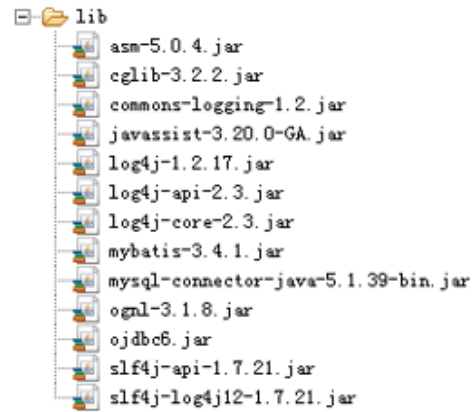 lib
asm-5.0.4.jar
cglib-3.2.2.jar
commons-logging-1.2.jar
javassist-3.20.0-GA.jar
log4j-1.2.17.jar
log4j-api-2.3.jar
log4j-core-2.3.jar
mybatis-3.4.1.jar
mysql-connector-java-5.1.39-bin.jar
ognl-3.1.8.jar
ojdbc6.jar
slf4j-api-1.7.21.jar
slf4j-log4j12-1.7.21.jar